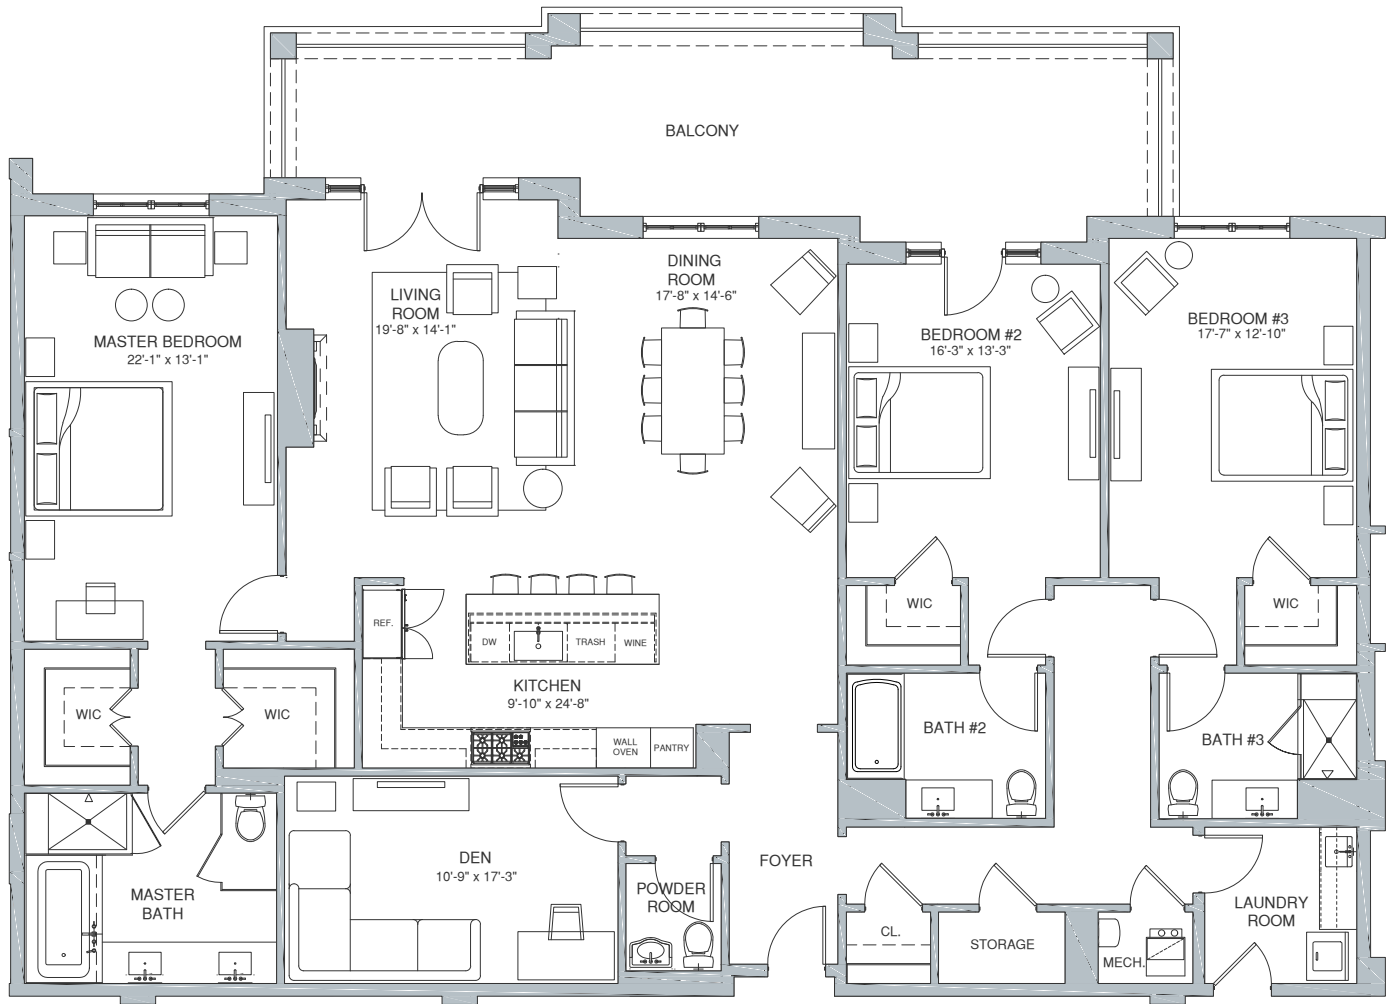 BALCONY
LIVING
ROOM
19'-8" x 14'-1"
DINING
ROOM
17'-8" x 14'-6"
MASTER BEDROOM
22'-1" x 13'-1"
BEDROOM #2
16'-3" x 13'-3"
BEDROOM #3
17'-7" x 12'-10"
REF.
DW
TRASH
WINE
KITCHEN
9'-10" x 24'-8"
WALL
OVEN
PANTRY
WIC
WIC
WIC
WIC
BATH #2
BATH #3
MASTER
BATH
DEN
10'-9" x 17'-3"
POWDER
ROOM
FOYER
CL.
STORAGE
MECH.
LAUNDRY
ROOM